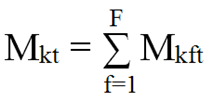 M_kt = ∑_{f=1}^{F} M_kft